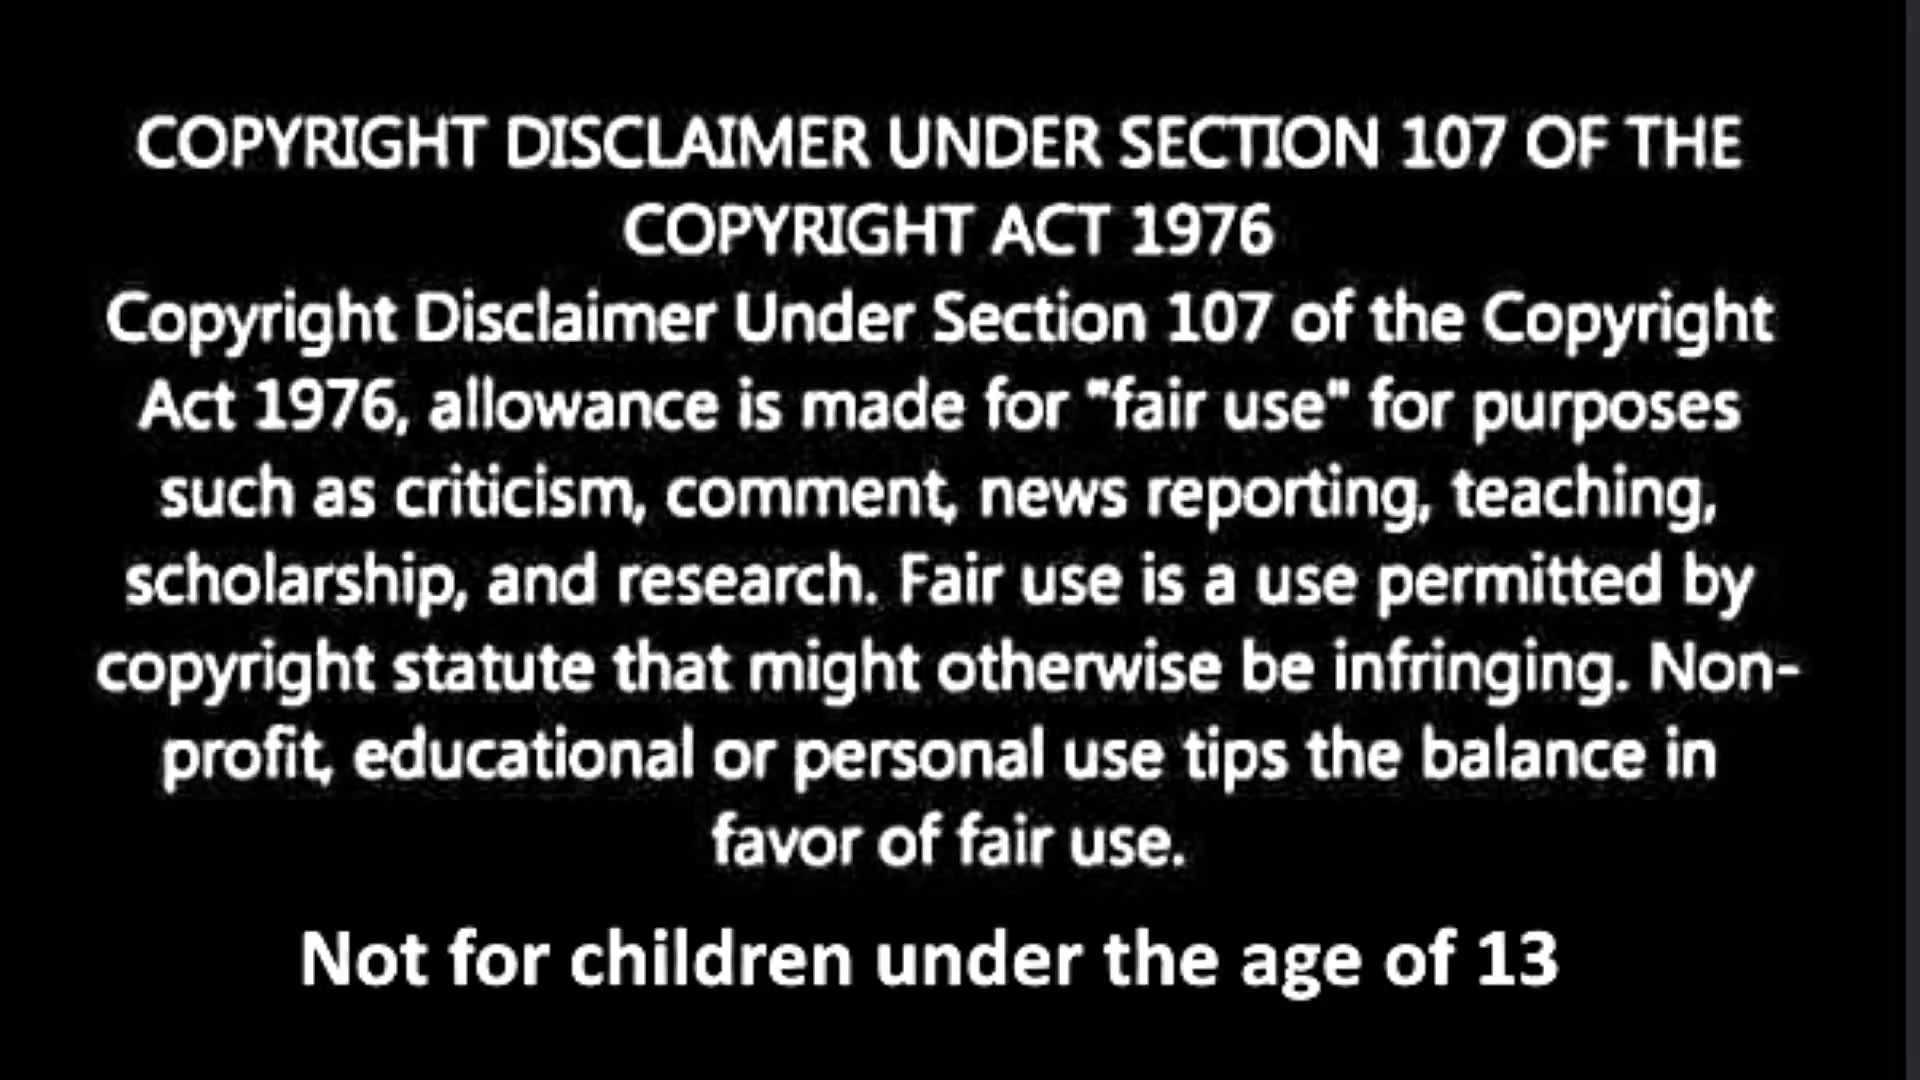 COPYRIGHT DISCLAIMER UNDER SECTION 107 OF THE
COPYRIGHT ACT 1976
Copyright Disclaimer Under Section 107 of the Copyright
Act 1976, allowance is made for "fair use" for purposes
such as criticism, comment, news reporting, teaching,
scholarship, and research. Fair use is a use permitted by
copyright statute that might otherwise be infringing. Non-
profit, educational or personal use tips the balance in
favor of fair use.
Not for children under the age of 13